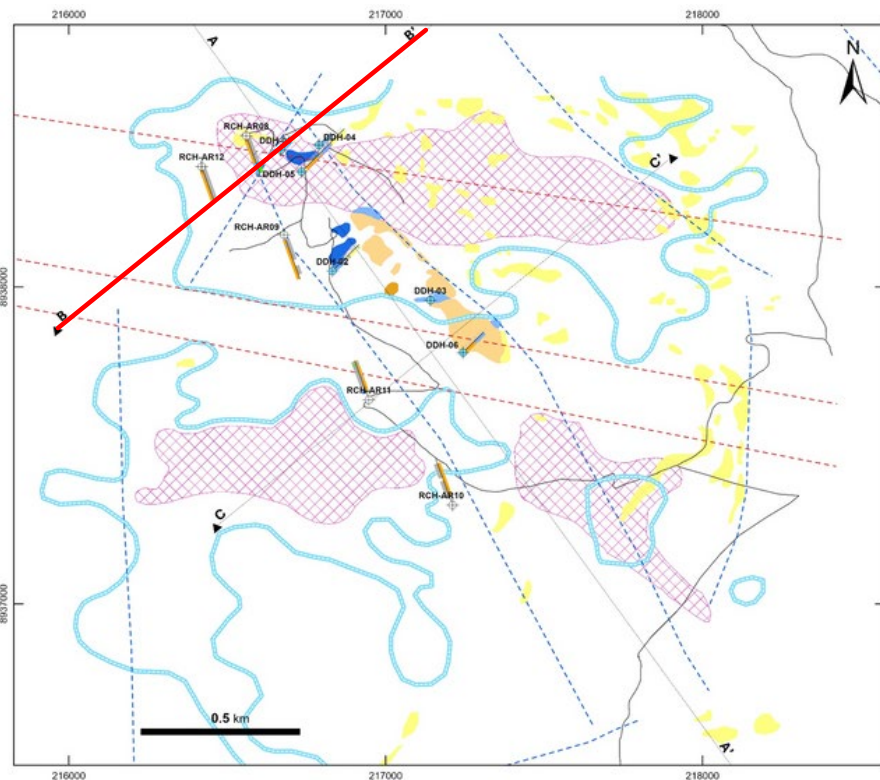 216000 217000 218000
A
B'
N
RCH-AR08
DDH-04
RCH-AR12
C'
DDH-05
RCH-AR09
DDH-02
8938000
DDH-03
B
DDH-06
RCH-AR11
RCH-AR10
C
8937000
0.5 km
A'
216000 217000 218000